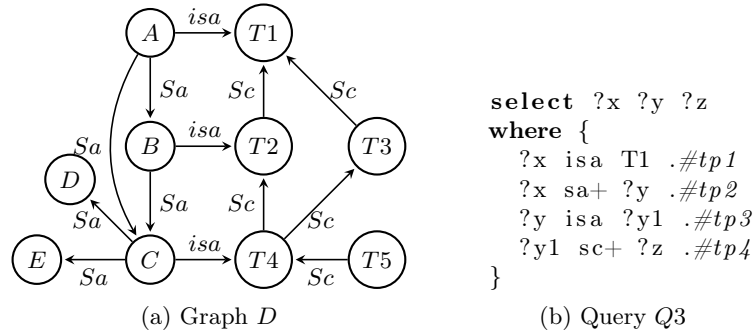 A isa T1
Sa Sc Sc
Sa B isa T2 T3
D Sa Sc Sc
Sa
E Sa C isa T4 Sc T5
(a) Graph D
select ?x ?y ?z
where {
?x isa T1 .#tp1
?x sa+ ?y .#tp2
?y isa ?y1 .#tp3
?y1 sc+ ?z .#tp4
}
(b) Query Q3